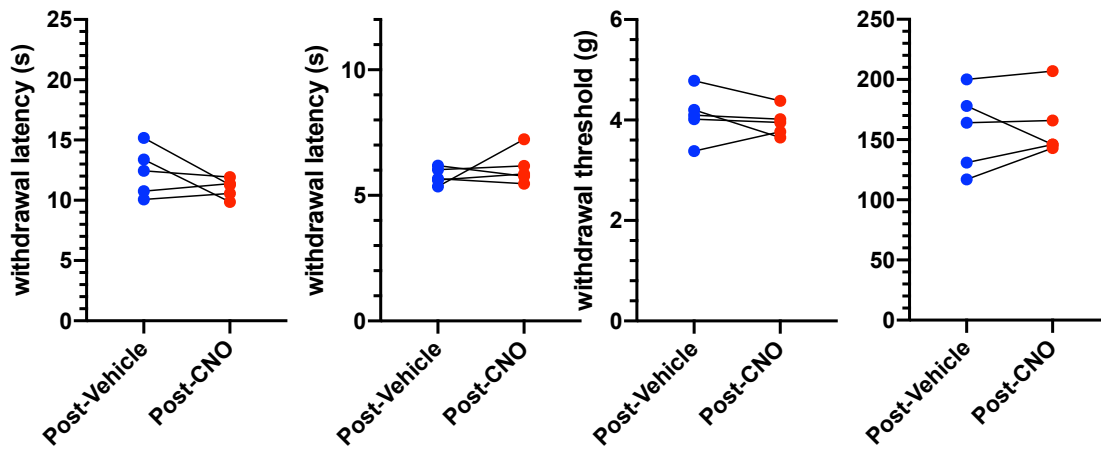 withdrawal latency (s)
25
20
15
10
5
0
Post-Vehicle
Post-CNO
withdrawal latency (s)
10
5
0
Post-Vehicle
Post-CNO
withdrawal threshold (g)
6
4
2
0
Post-Vehicle
Post-CNO
250
200
150
100
50
0
Post-Vehicle
Post-CNO